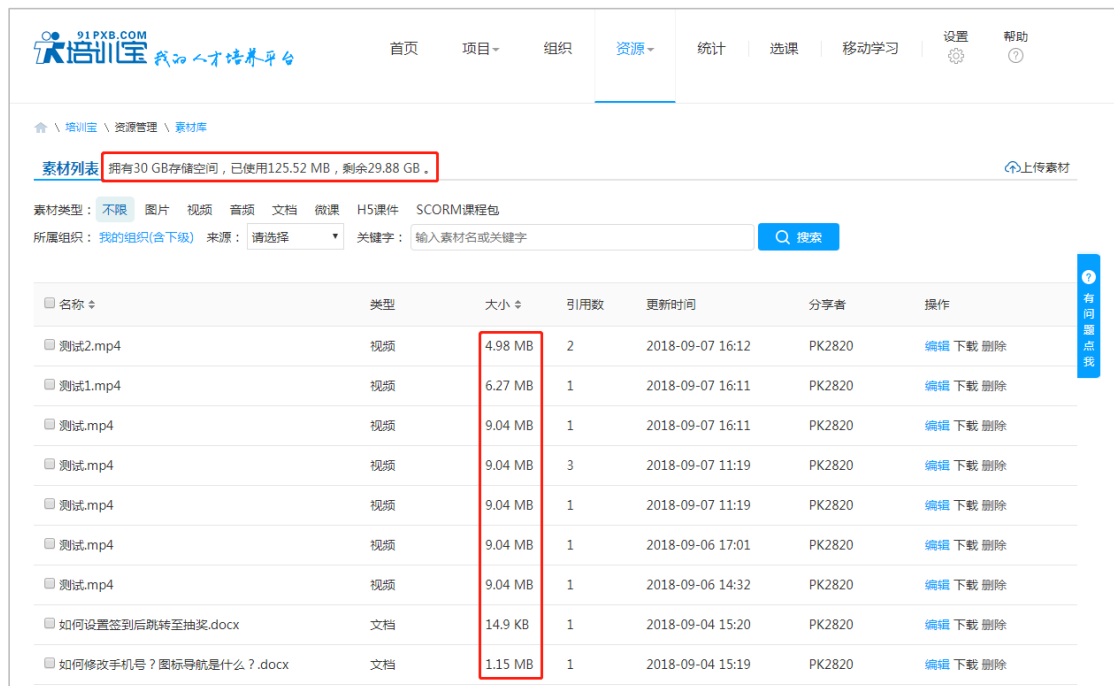 91PXB.COM
培训宝 我的人才培养平台
首页 项目 组织 资源 统计 选课 移动学习 设置 帮助
\ 培训宝 \ 资源管理 \ 素材库
素材列表 拥有30 GB存储空间，已使用125.52 MB，剩余29.88 GB 。 上传素材
素材类型： 不限 图片 视频 音频 文档 微课 H5课件 SCORM课程包
所属组织： 我的组织(含下级) 来源： 请选择 关键字： 输入素材名或关键字 搜索
名称 类型 大小 引用数 更新时间 分享者 操作
测试2.mp4 视频 4.98 MB 2 2018-09-07 16:12 PK2820 编辑 下载 删除
测试1.mp4 视频 6.27 MB 1 2018-09-07 16:11 PK2820 编辑 下载 删除
测试.mp4 视频 9.04 MB 1 2018-09-07 16:11 PK2820 编辑 下载 删除
测试.mp4 视频 9.04 MB 3 2018-09-07 11:19 PK2820 编辑 下载 删除
测试.mp4 视频 9.04 MB 1 2018-09-07 11:19 PK2820 编辑 下载 删除
测试.mp4 视频 9.04 MB 1 2018-09-06 17:01 PK2820 编辑 下载 删除
测试.mp4 视频 9.04 MB 1 2018-09-06 14:32 PK2820 编辑 下载 删除
如何设置签到后跳转至抽奖.docx 文档 14.9 KB 1 2018-09-04 15:20 PK2820 编辑 下载 删除
如何修改手机号？图标导航是什么？.docx 文档 1.15 MB 1 2018-09-04 15:19 PK2820 编辑 下载 删除
有问题点我